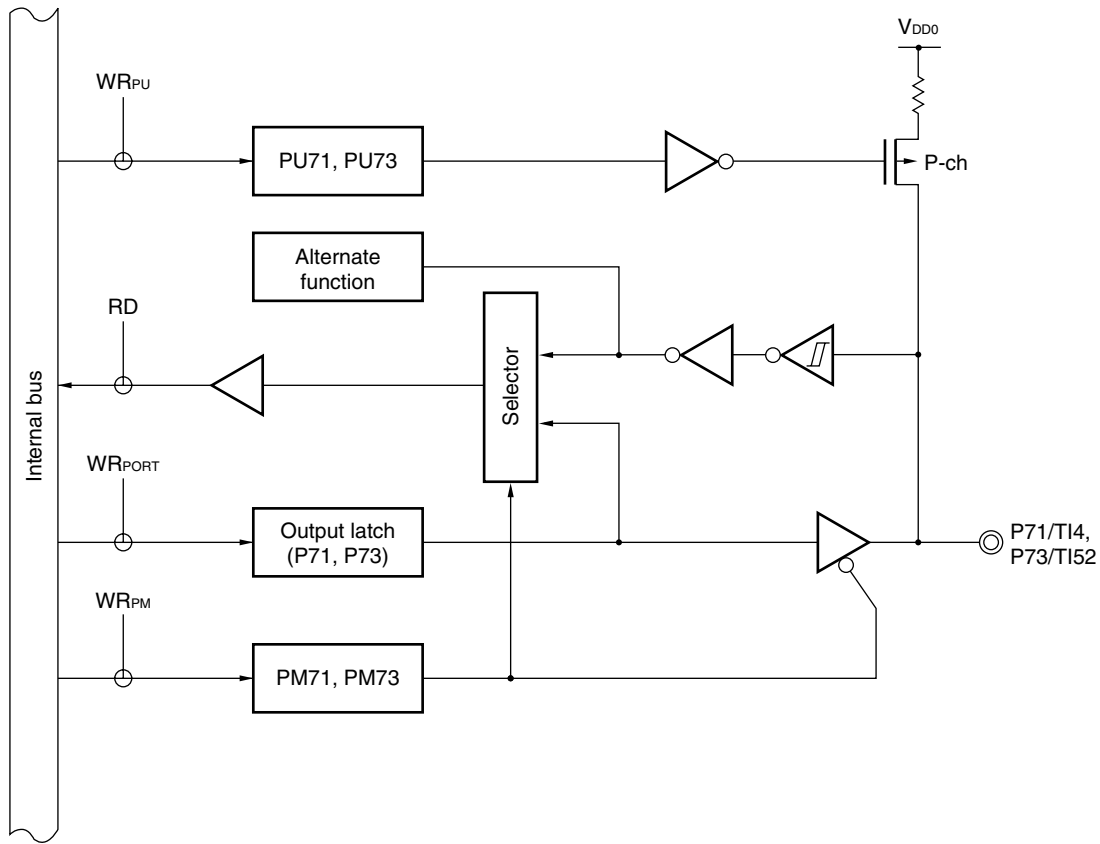 VDD0
WRPU
PU71, PU73
P-ch
Alternate
function
RD
Selector
Internal bus
WRPORT
Output latch
(P71, P73)
P71/TI4,
P73/TI52
WRPM
PM71, PM73